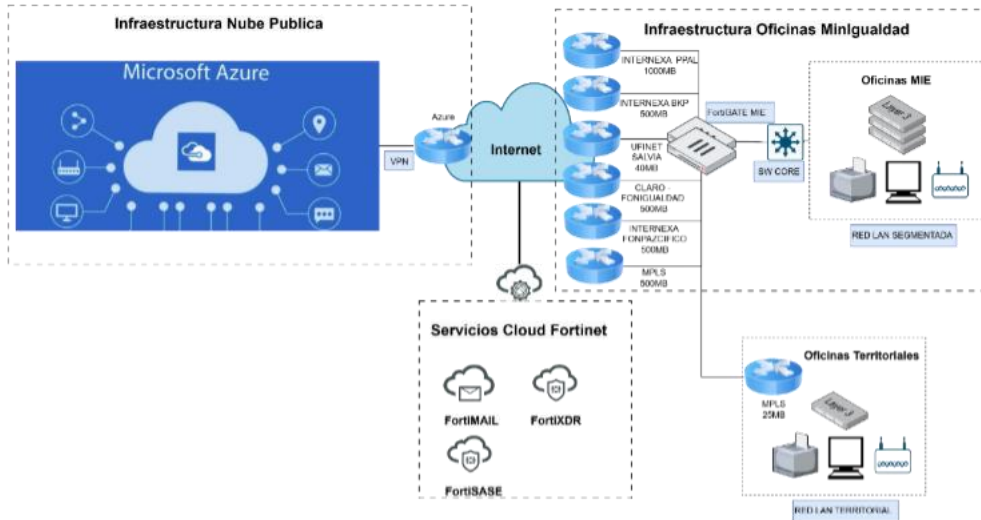 Infraestructura Nube Publica
Microsoft Azure
VPN
Azure
Internet
Infraestructura Oficinas MinIgualdad
INTERNEXA PPAL
1000MB
INTERNEXA BKP
500MB
UFINET
SALVIA
40MB
CLARO
FONIGUALDAD
500MB
INTERNEXA
FONPAZCIFICO
500MB
MPLS
500MB
FortiGATE MIE
SW CORE
Oficinas MIE
Layer 3
RED LAN SEGMENTADA
Servicios Cloud Fortinet
FortiMAIL
FortiXDR
FortiSASE
Oficinas Territoriales
MPLS
25MB
Layer 3
RED LAN TERRITORIAL